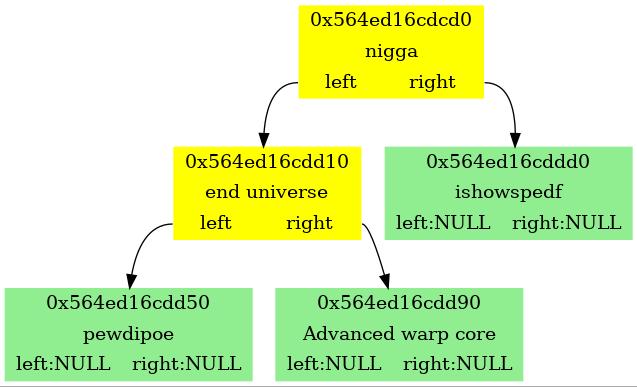 0x564ed16cdcd0
nigga
left right
0x564ed16cdd10
end universe
left right
0x564ed16cddd0
ishowspedf
left:NULL right:NULL
0x564ed16cdd50
pewdipoe
left:NULL right:NULL
0x564ed16cdd90
Advanced warp core
left:NULL right:NULL